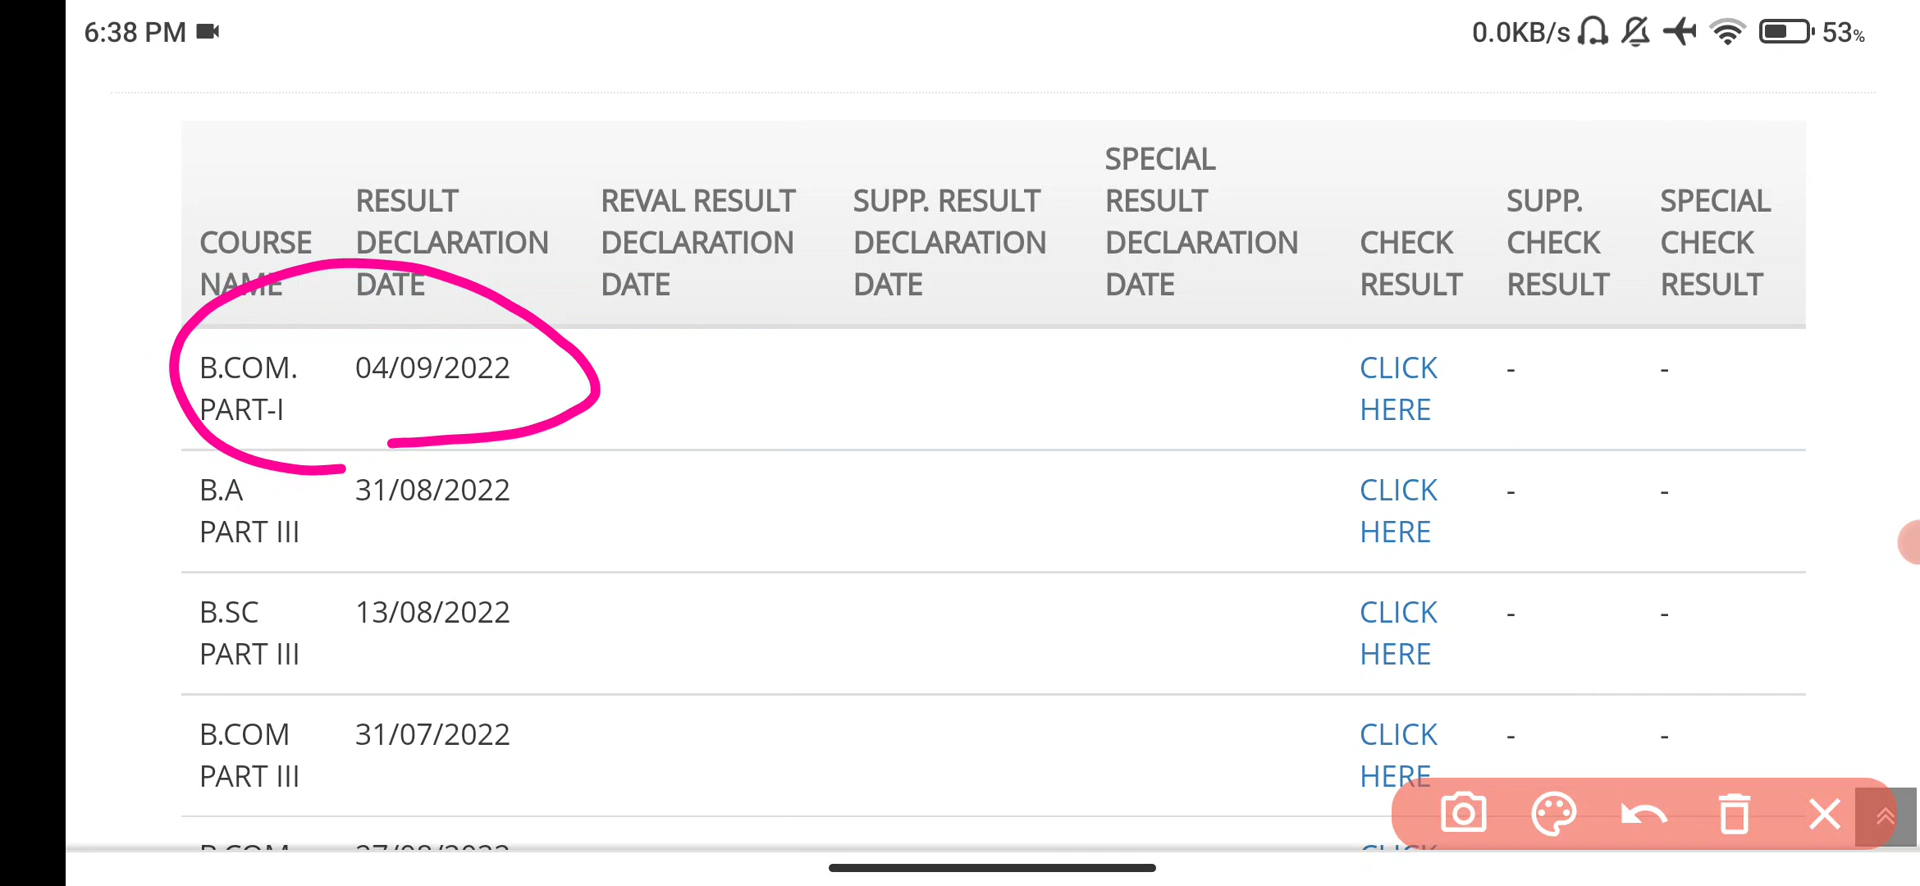 6:38 PM
0.0KB/s
53%
COURSE NAME
RESULT DECLARATION DATE
REVAL RESULT DECLARATION DATE
SUPP. RESULT DECLARATION DATE
SPECIAL RESULT DECLARATION DATE
CHECK RESULT
SUPP. CHECK RESULT
SPECIAL CHECK RESULT
B.COM. PART-I
04/09/2022
CLICK HERE
-
-
B.A PART III
31/08/2022
CLICK HERE
-
-
B.SC PART III
13/08/2022
CLICK HERE
-
-
B.COM PART III
31/07/2022
CLICK HERE
-
-